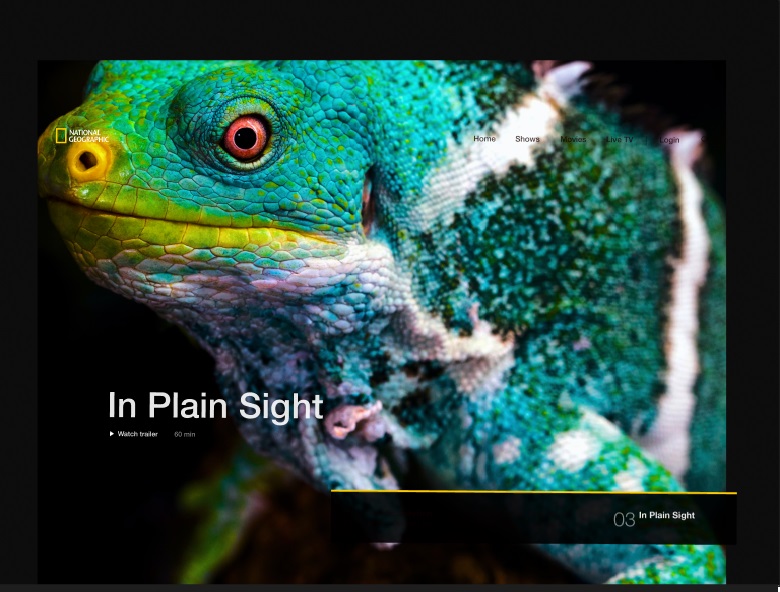 NATIONAL
GEOGRAPHIC
Home Shows Movies Live TV Login
In Plain Sight
Watch trailer 60 min
03 In Plain Sight